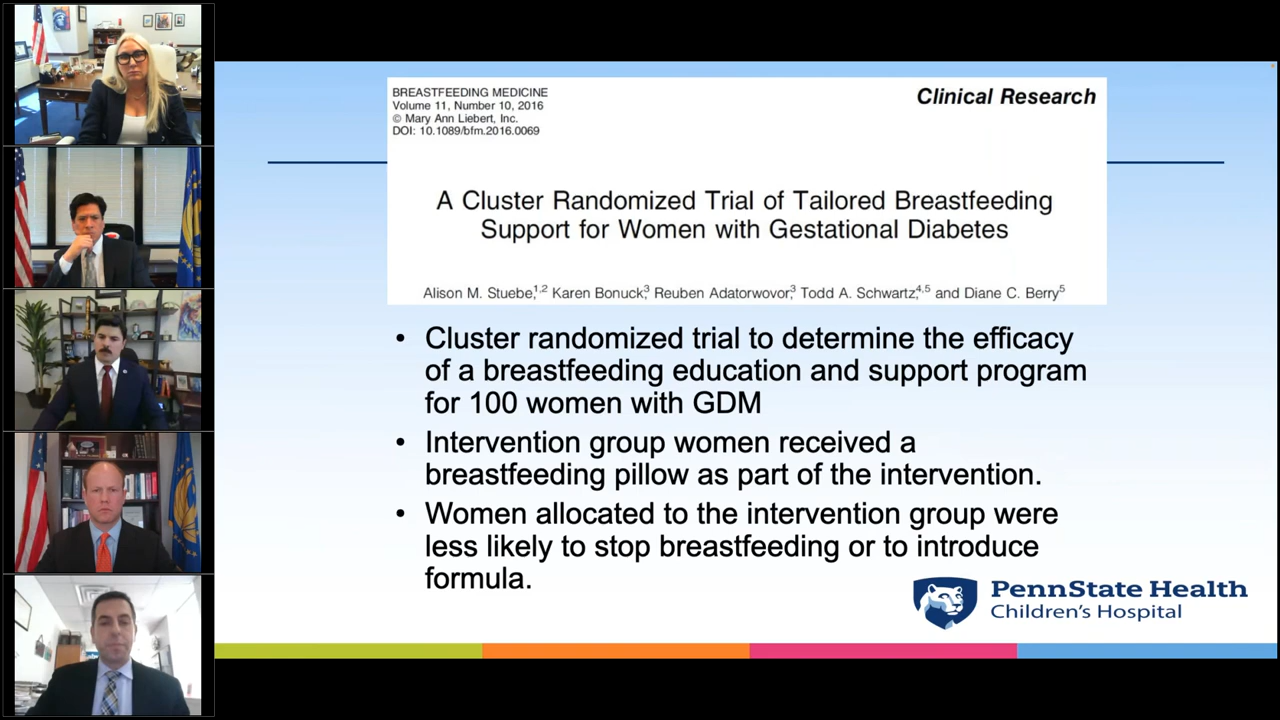 BREASTFEEDING MEDICINE
Volume 11, Number 10, 2016
© Mary Ann Liebert, Inc.
DOI: 10.1089/bfm.2016.0069
Clinical Research
A Cluster Randomized Trial of Tailored Breastfeeding
Support for Women with Gestational Diabetes
Alison M. Stuebe,1,2 Karen Bonuck,3 Reuben Adatorwovor,3 Todd A. Schwartz,4,5 and Diane C. Berry5
• Cluster randomized trial to determine the efficacy
of a breastfeeding education and support program
for 100 women with GDM
• Intervention group women received a
breastfeeding pillow as part of the intervention.
• Women allocated to the intervention group were
less likely to stop breastfeeding or to introduce
formula.
PennState Health
Children's Hospital